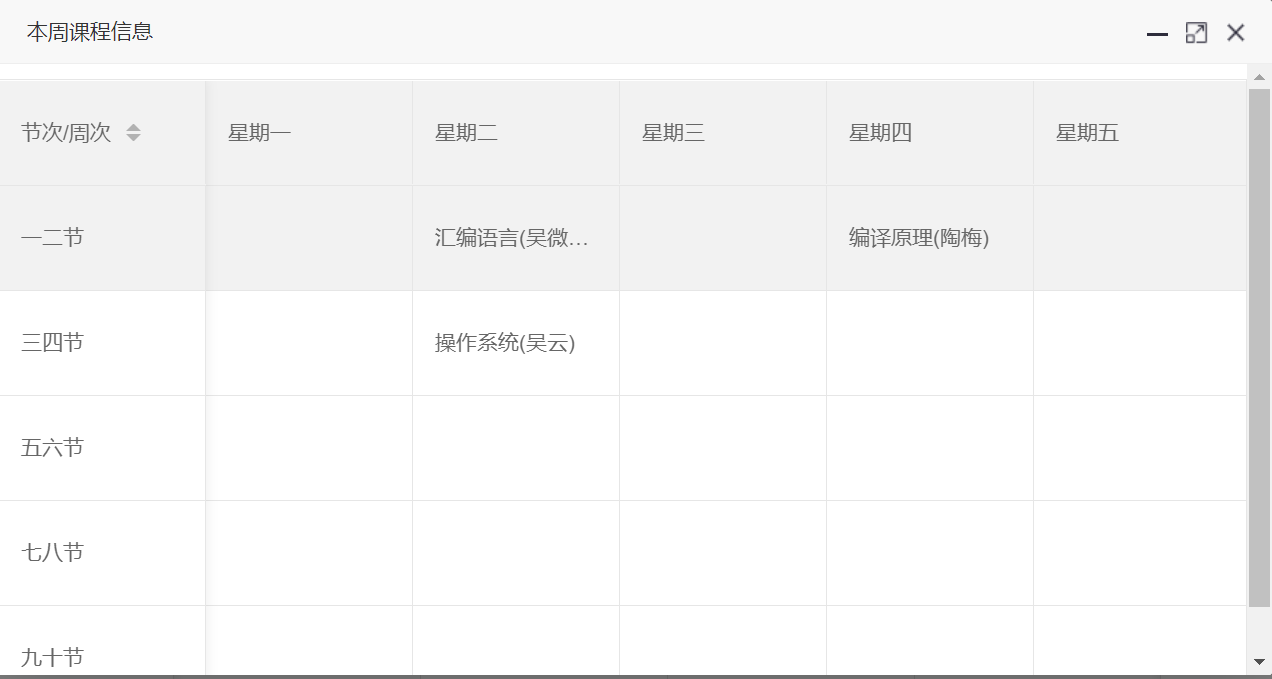 本周课程信息
节次/周次 星期一 星期二 星期三 星期四 星期五
一二节 汇编语言(吴微… 编译原理(陶梅)
三四节 操作系统(吴云)
五六节
七八节
九十节